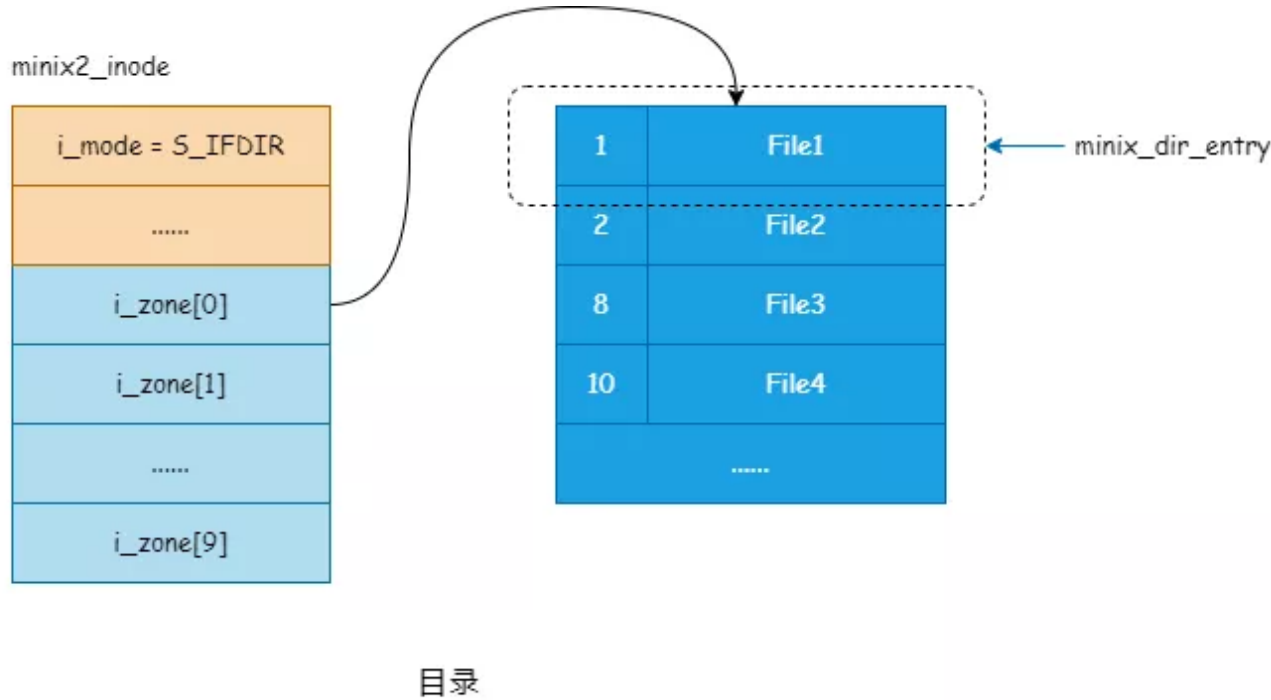 minix2_inode
i_mode = S_IFDIR
......
i_zone[0]
i_zone[1]
......
i_zone[9]
1 File1
2 File2
8 File3
10 File4
......
minix_dir_entry
目录